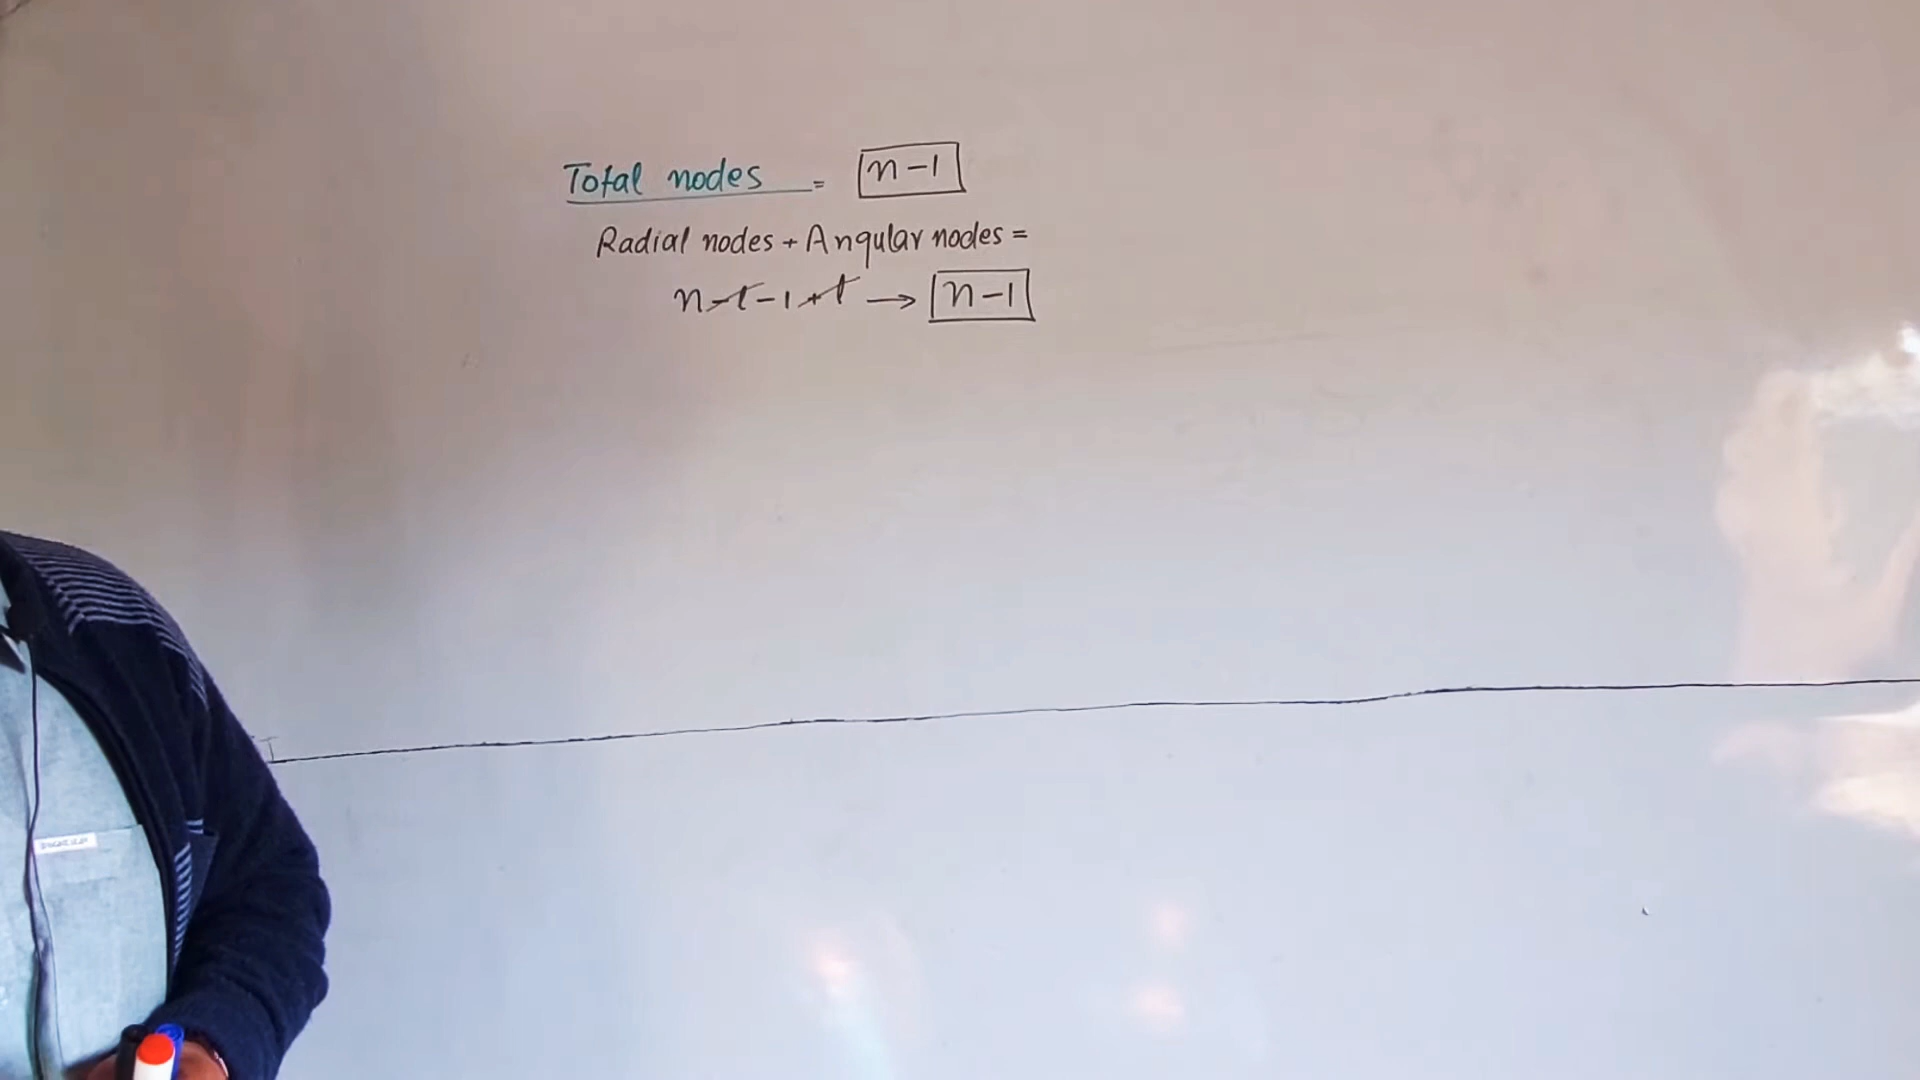 Total nodes = n-1
Radial nodes + Angular nodes =
n-l-1+l → n-1